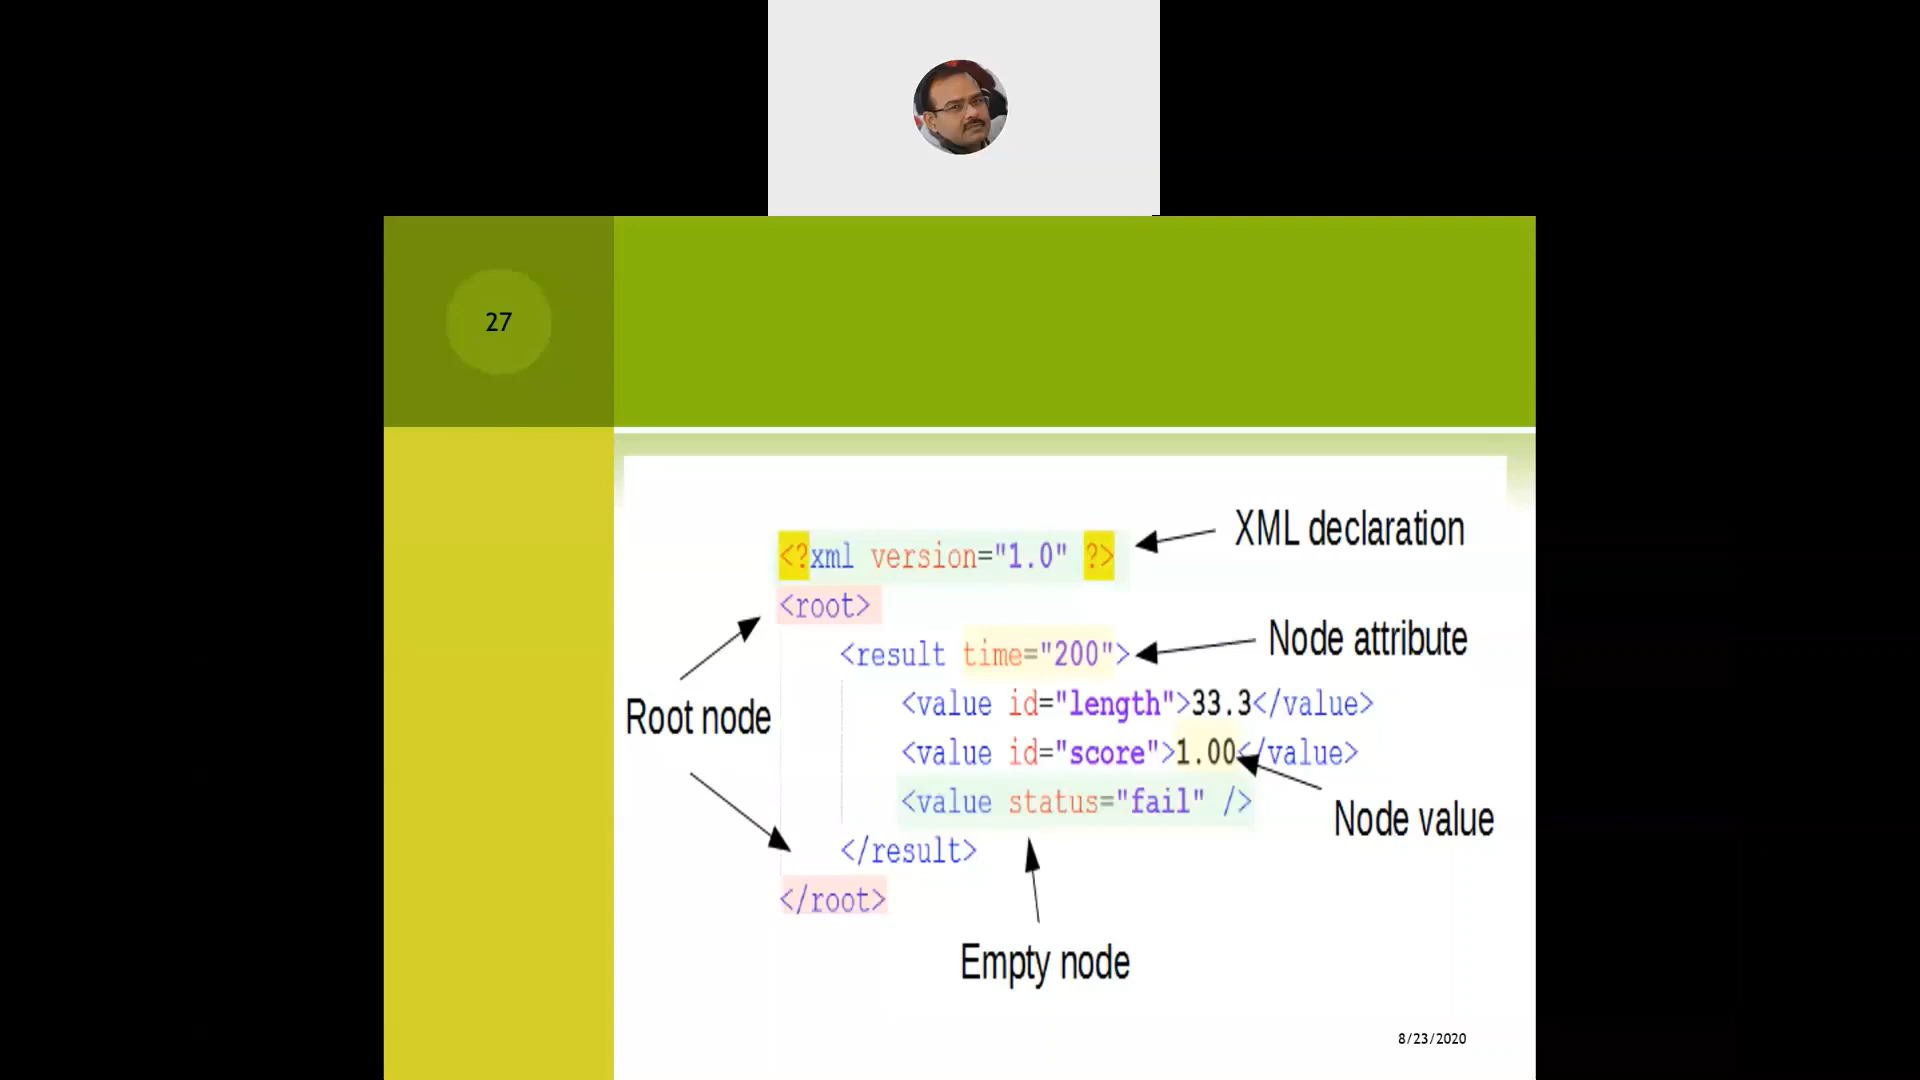 27
XML declaration
<?xml version="1.0" ?>
<root>
<result time="200">
Node attribute
<value id="length">33.3</value>
Root node
<value id="score">1.00</value>
<value status="fail" />
Node value
</result>
</root>
Empty node
8/23/2020